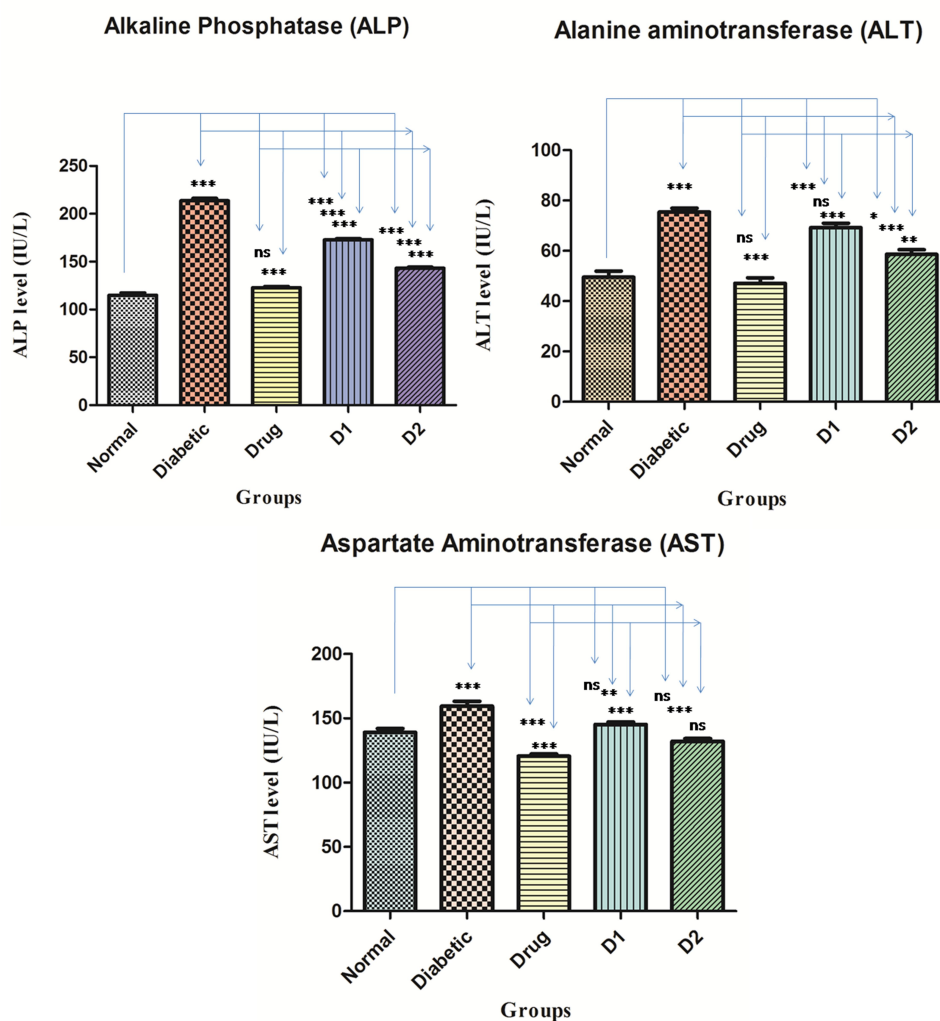 Alkaline Phosphatase (ALP)
ALP level (IU/L)
250
200
150
100
50
0
***
ns
***
***
***
***
***
***
***
Normal
Diabetic
Drug
D1
D2
Groups
Alanine aminotransferase (ALT)
ALT level (IU/L)
100
80
60
40
20
0
***
ns
***
***
ns
***
*
***
**
Normal
Diabetic
Drug
D1
D2
Groups
Aspartate Aminotransferase (AST)
AST level (IU/L)
200
150
100
50
0
***
***
***
ns
**
***
ns
***
ns
Normal
Diabetic
Drug
D1
D2
Groups